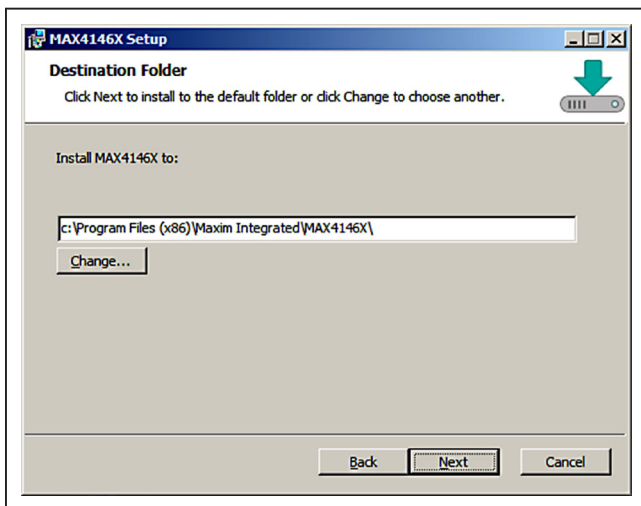 MAX4146X Setup
Destination Folder
Click Next to install to the default folder or click Change to choose another.
Install MAX4146X to:
c:\Program Files (x86)\Maxim Integrated\MAX4146X\
Change...
Back Next Cancel